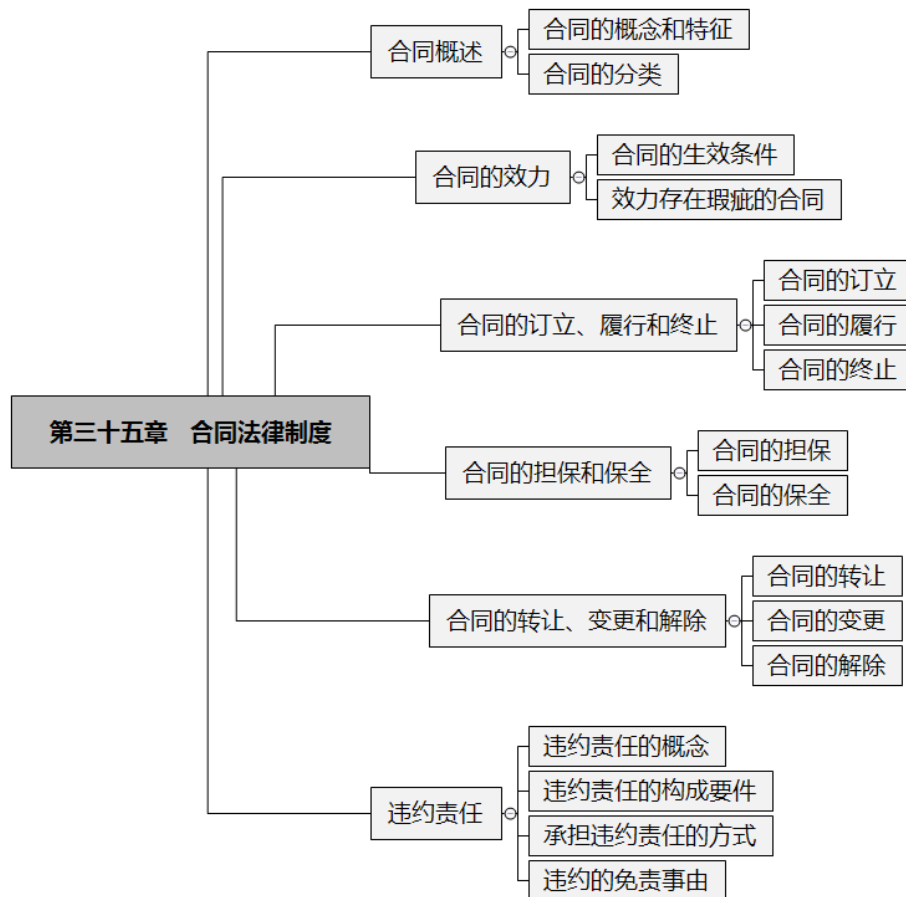 合同概述
合同的概念和特征
合同的分类
合同的效力
合同的生效条件
效力存在瑕疵的合同
合同的订立、履行和终止
合同的订立
合同的履行
合同的终止
第三十五章　合同法律制度
合同的担保和保全
合同的担保
合同的保全
合同的转让、变更和解除
合同的转让
合同的变更
合同的解除
违约责任
违约责任的概念
违约责任的构成要件
承担违约责任的方式
违约的免责事由